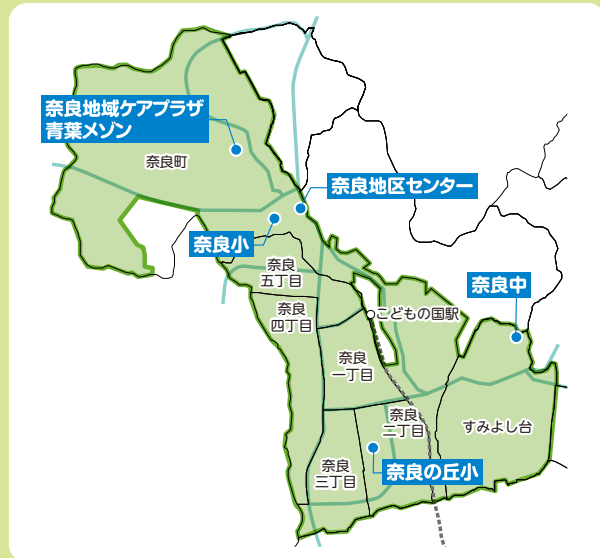 奈良地域ケアプラザ
青葉メゾン
奈良町
奈良地区センター
奈良小
奈良
五丁目
奈良中
奈良
四丁目
こどもの国駅
奈良
一丁目
奈良
二丁目
すみよし台
奈良
三丁目
奈良の丘小